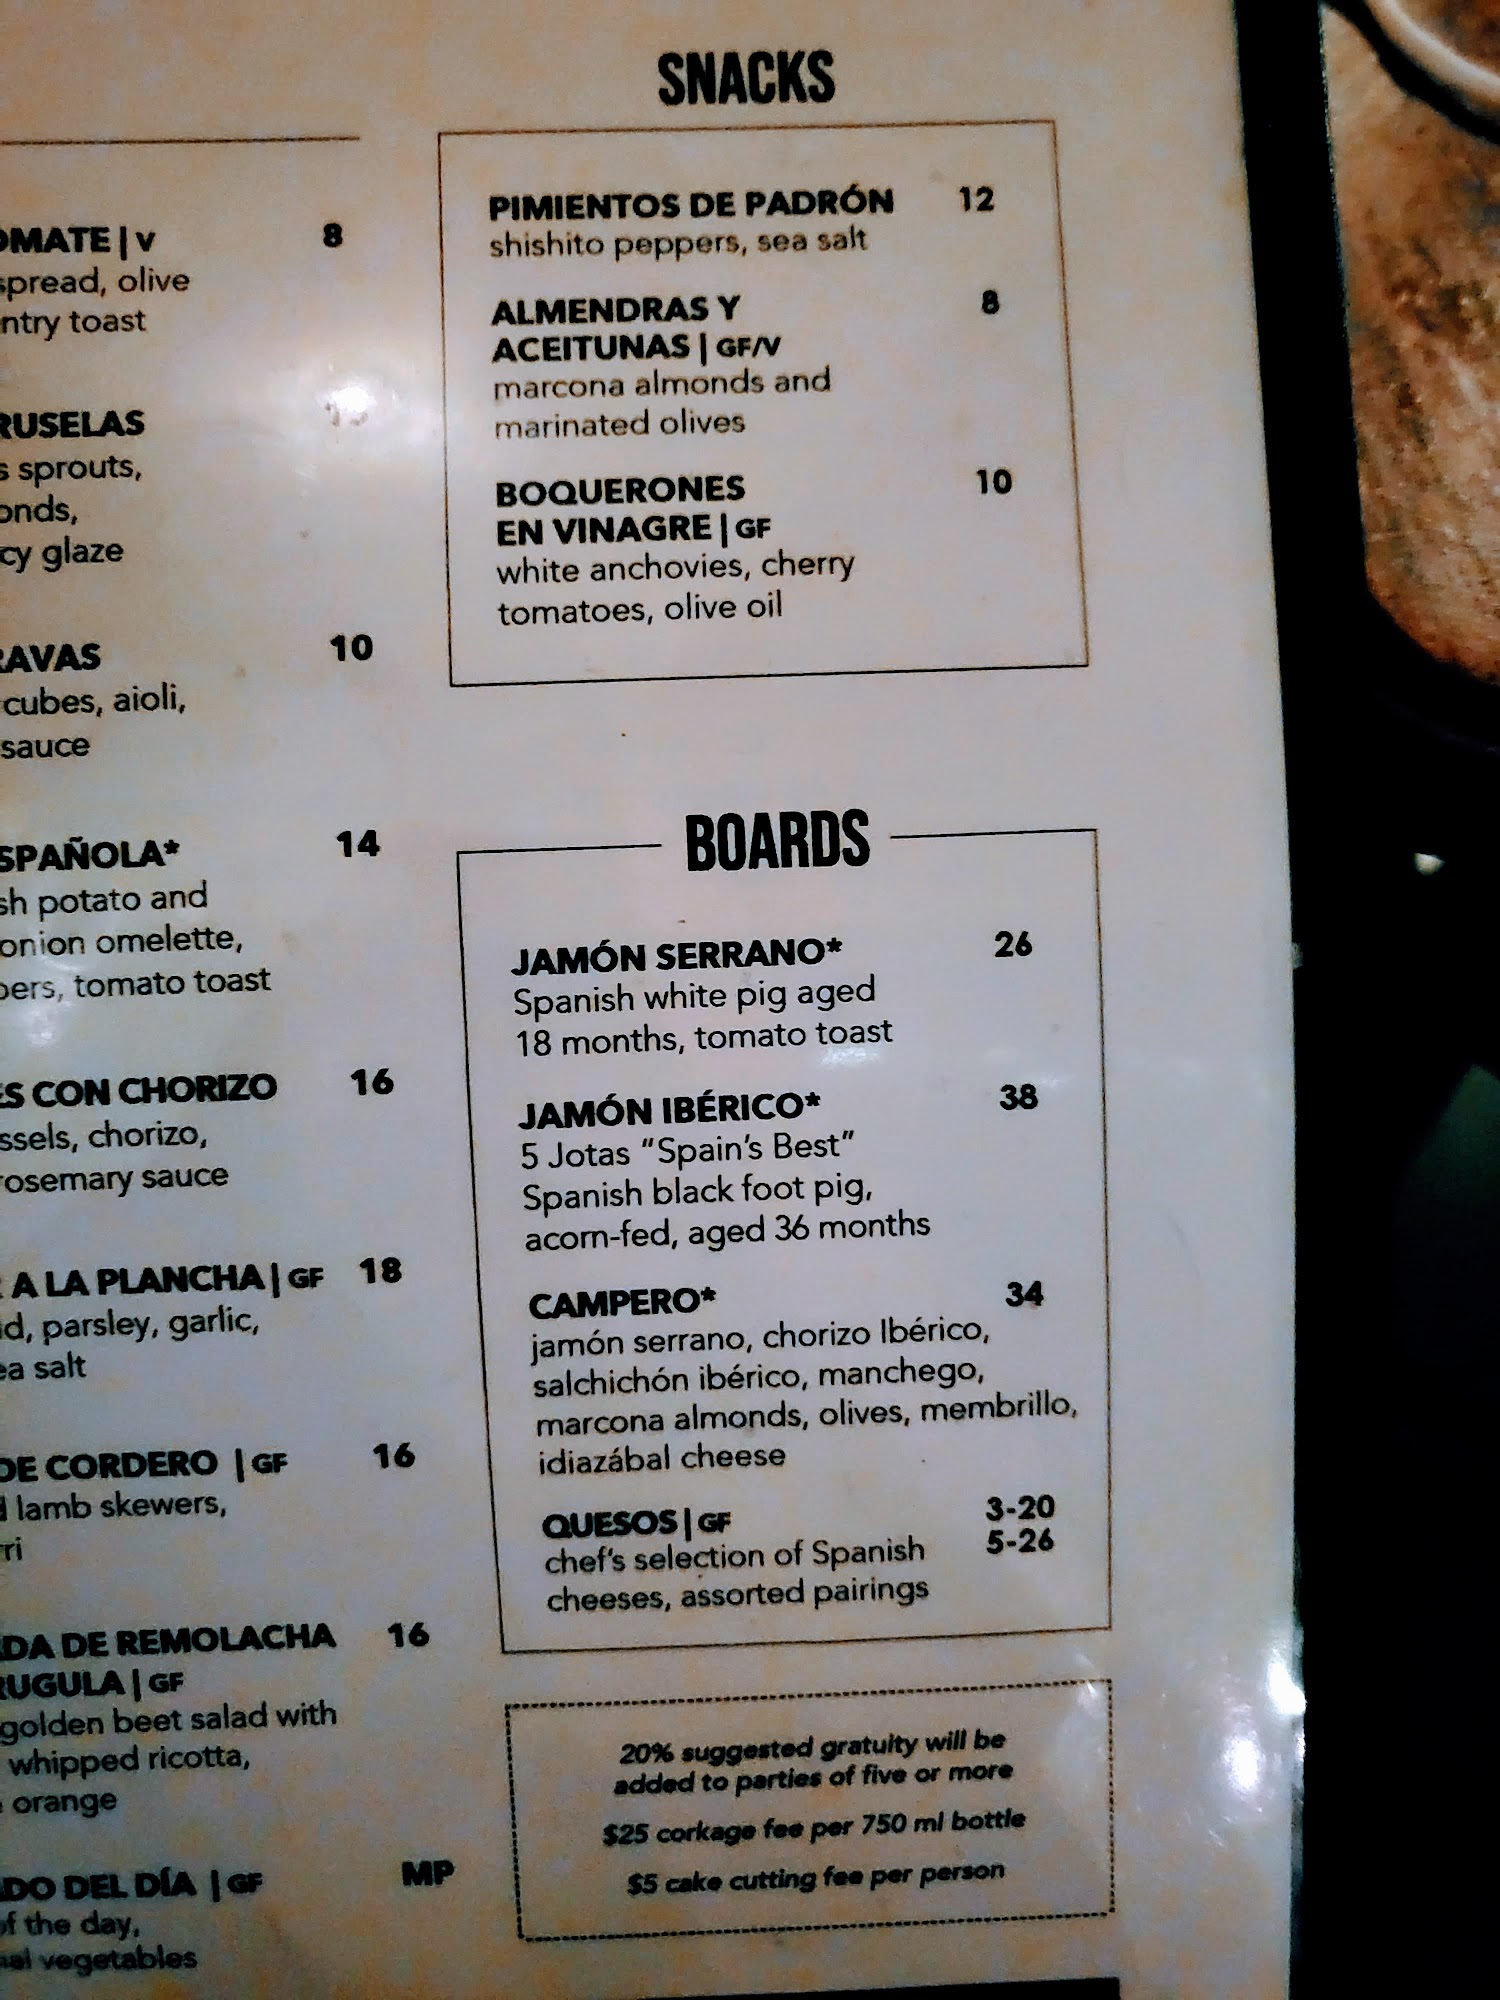 OMATE | V 8
spread, olive
ntry toast
RUSELAS
s sprouts,
onds,
cy glaze
RAVAS 10
cubes, aioli,
sauce
SPAÑOLA* 14
sh potato and
onion omelette,
pers, tomato toast
ES CON CHORIZO 16
ssels, chorizo,
rosemary sauce
A LA PLANCHA | GF 18
d, parsley, garlic,
ea salt
DE CORDERO | GF 16
d lamb skewers,
rri
DA DE REMOLACHA 16
RUGULA | GF
golden beet salad with
whipped ricotta,
orange
DO DEL DÍA | GF MP
of the day,
nal vegetables
SNACKS
PIMIENTOS DE PADRÓN 12
shishito peppers, sea salt
ALMENDRAS Y 8
ACEITUNAS | GF/V
marcona almonds and
marinated olives
BOQUERONES 10
EN VINAGRE | GF
white anchovies, cherry
tomatoes, olive oil
BOARDS
JAMÓN SERRANO* 26
Spanish white pig aged
18 months, tomato toast
JAMÓN IBÉRICO* 38
5 Jotas "Spain's Best"
Spanish black foot pig,
acorn-fed, aged 36 months
CAMPERO* 34
jamón serrano, chorizo Ibérico,
salchichón ibérico, manchego,
marcona almonds, olives, membrillo,
idiazábal cheese
QUESOS | GF 3-20
chef's selection of Spanish 5-26
cheeses, assorted pairings
20% suggested gratuity will be
added to parties of five or more
$25 corkage fee per 750 ml bottle
$5 cake cutting fee per person